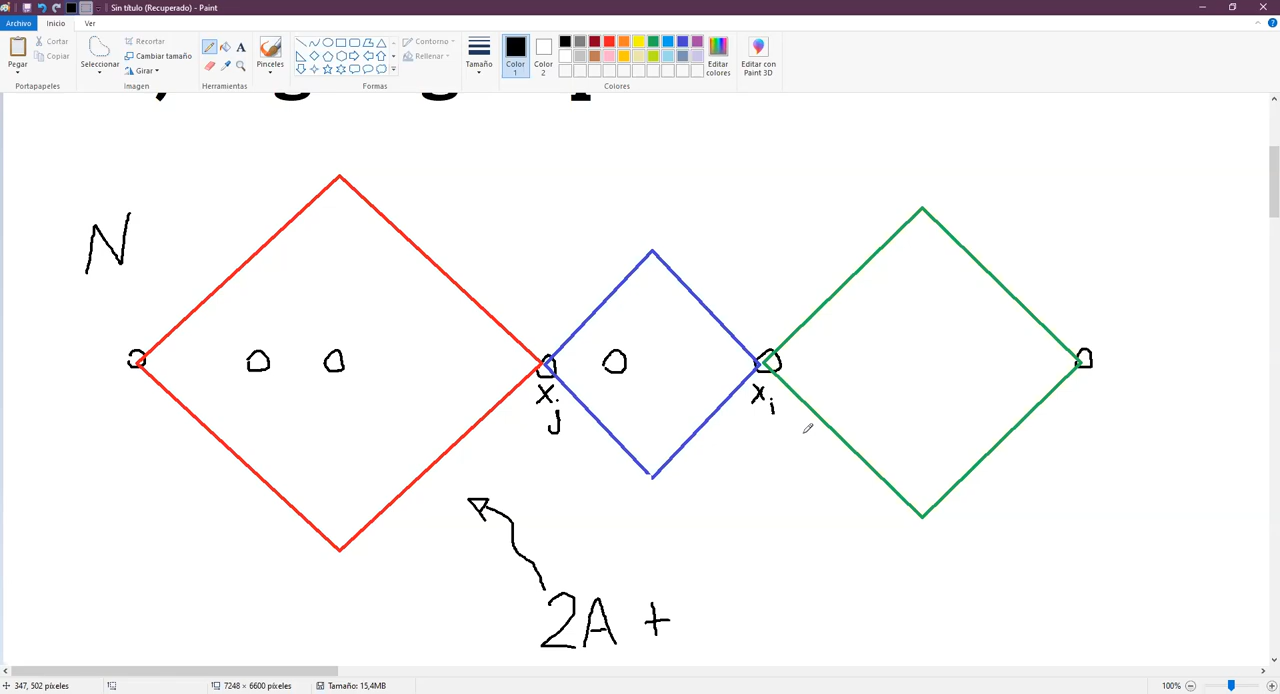 Sin título (Recuperado) - Paint
Archivo Inicio Ver
Pegar
Cortar
Copiar
Portapapeles
Seleccionar
Recortar
Cambiar tamaño
Girar
Imagen
A
Herramientas
Pinceles
Contorno
Rellenar
Formas
Tamaño
Color
1
Color
2
Editar
colores
Colores
Editar con
Paint 3D
N
x j
x i
2A +
347, 502 píxeles
7248 × 6600 píxeles
Tamaño: 15,4MB
100%